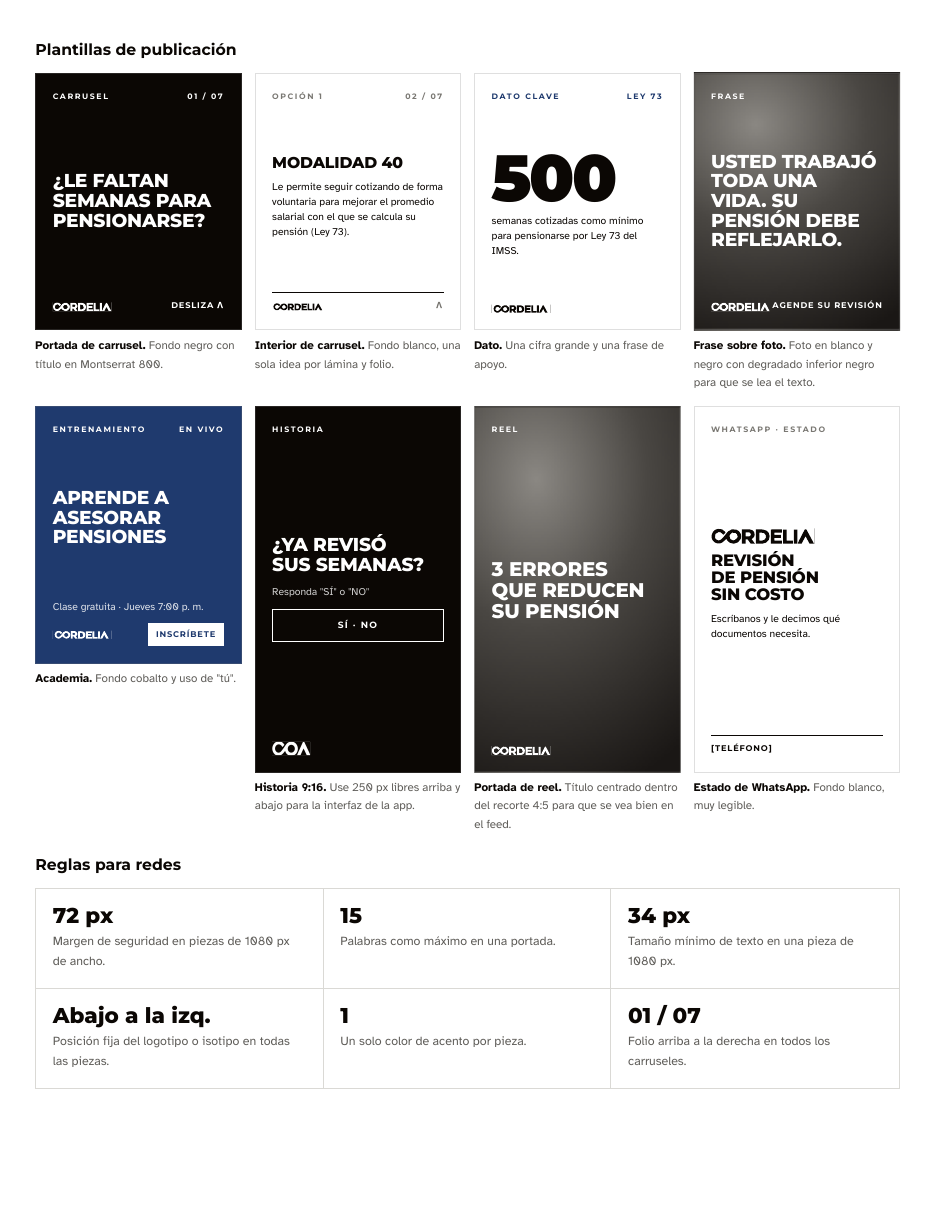 Plantillas de publicación
CARRUSEL 01 / 07
¿LE FALTAN
SEMANAS PARA
PENSIONARSE?
CORDELIA DESLIZA Λ
Portada de carrusel. Fondo negro con
título en Montserrat 800.
OPCIÓN 1 02 / 07
MODALIDAD 40
Le permite seguir cotizando de forma
voluntaria para mejorar el promedio
salarial con el que se calcula su
pensión (Ley 73).
CORDELIA Λ
Interior de carrusel. Fondo blanco, una
sola idea por lámina y folio.
DATO CLAVE LEY 73
500
semanas cotizadas como mínimo
para pensionarse por Ley 73 del
IMSS.
CORDELIA
Dato. Una cifra grande y una frase de
apoyo.
FRASE
USTED TRABAJÓ
TODA UNA
VIDA. SU
PENSIÓN DEBE
REFLEJARLO.
CORDELIA AGENDE SU REVISIÓN
Frase sobre foto. Foto en blanco y
negro con degradado inferior negro
para que se lea el texto.
ENTRENAMIENTO EN VIVO
APRENDE A
ASESORAR
PENSIONES
Clase gratuita · Jueves 7:00 p. m.
CORDELIA INSCRÍBETE
Academia. Fondo cobalto y uso de "tú".
HISTORIA
¿YA REVISÓ
SUS SEMANAS?
Responda "SÍ" o "NO"
SÍ · NO
COA
Historia 9:16. Use 250 px libres arriba y
abajo para la interfaz de la app.
REEL
3 ERRORES
QUE REDUCEN
SU PENSIÓN
CORDELIA
Portada de reel. Título centrado dentro
del recorte 4:5 para que se vea bien en
el feed.
WHATSAPP · ESTADO
CORDELIA
REVISIÓN
DE PENSIÓN
SIN COSTO
Escríbanos y le decimos qué
documentos necesita.
[TELÉFONO]
Estado de WhatsApp. Fondo blanco,
muy legible.
Reglas para redes
72 px
Margen de seguridad en piezas de 1080 px
de ancho.
15
Palabras como máximo en una portada.
34 px
Tamaño mínimo de texto en una pieza de
1080 px.
Abajo a la izq.
Posición fija del logotipo o isotipo en todas
las piezas.
1
Un solo color de acento por pieza.
01 / 07
Folio arriba a la derecha en todos los
carruseles.